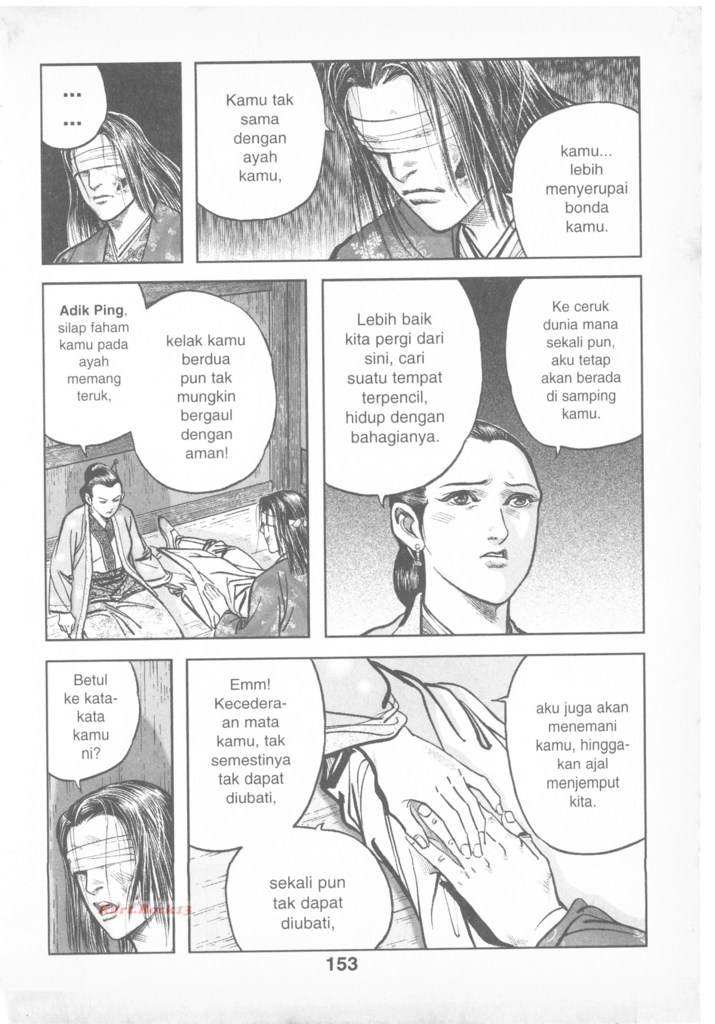 ...
...
Kamu tak
sama
dengan
ayah
kamu,
kamu...
lebih
menyerupai
bonda
kamu.
Adik Ping,
silap faham
kamu pada
ayah
memang
teruk,
kelak kamu
berdua
pun tak
mungkin
bergaul
dengan
aman!
Lebih baik
kita pergi dari
sini, cari
suatu tempat
terpencil,
hidup dengan
bahagianya.
Ke ceruk
dunia mana
sekali pun,
aku tetap
akan berada
di samping
kamu.
Betul
ke kata-
kata
kamu
ni?
Emm!
Kecedera-
an mata
kamu, tak
semestinya
tak dapat
diubati,
sekali pun
tak dapat
diubati,
aku juga akan
menemani
kamu, hingga-
kan ajal
menjemput
kita.
153